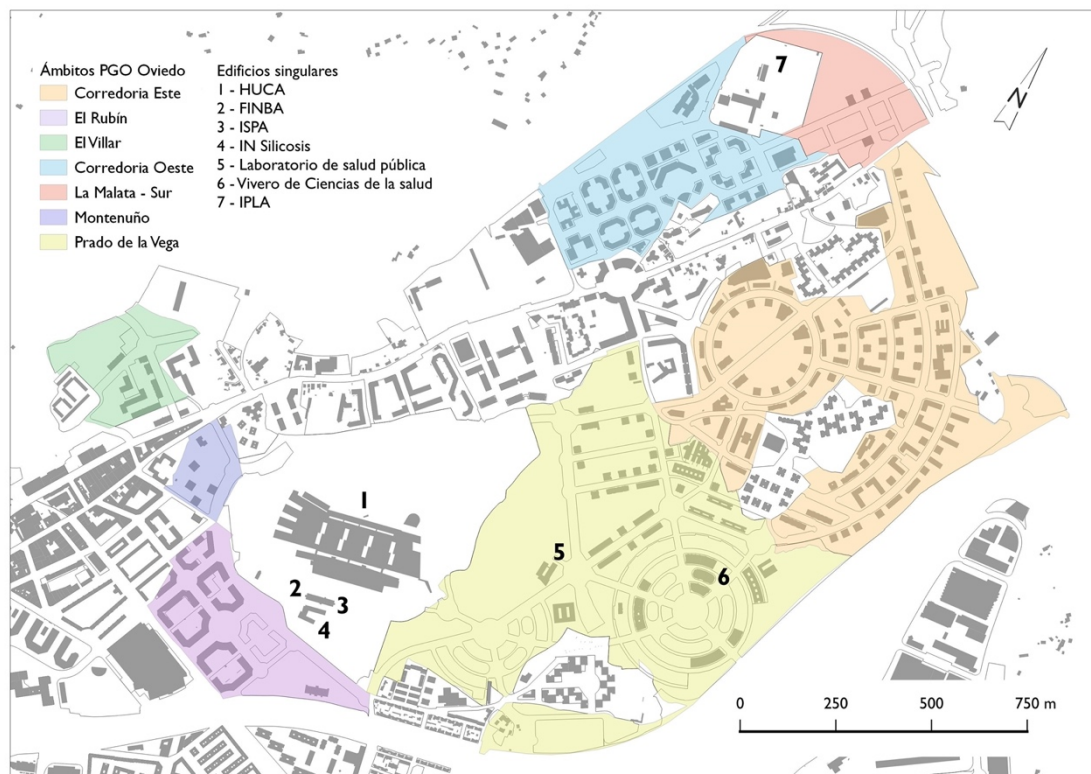 Ámbitos PGO Oviedo
Corredoria Este
El Rubín
El Villar
Corredoria Oeste
La Malata - Sur
Montenuño
Prado de la Vega
Edificios singulares
1 - HUCA
2 - FINBA
3 - ISPA
4 - IN Silicosis
5 - Laboratorio de salud pública
6 - Vivero de Ciencias de la salud
7 - IPLA
7
N
1
2
3
4
5
6
0 250 500 750 m